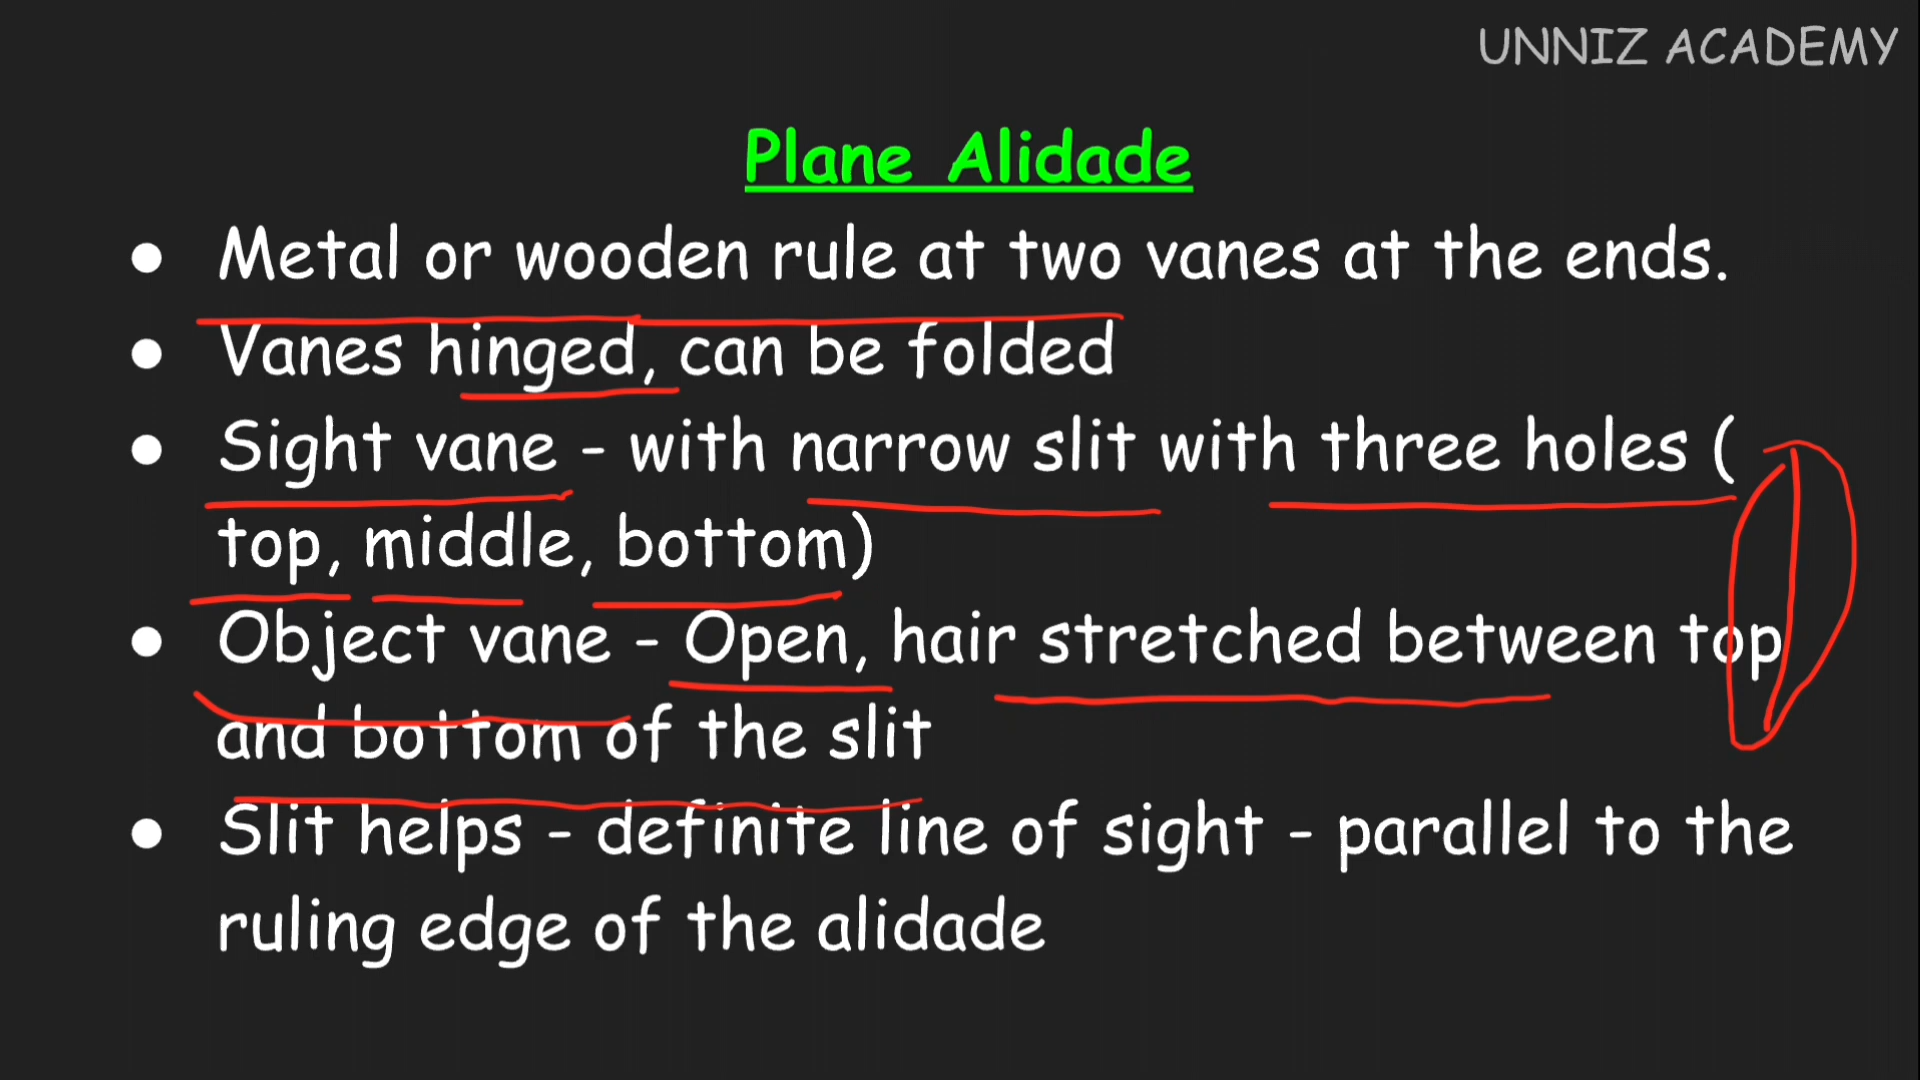 UNNIZ ACADEMY
Plane Alidade
● Metal or wooden rule at two vanes at the ends.
● Vanes hinged, can be folded
● Sight vane - with narrow slit with three holes (
top, middle, bottom)
● Object vane - Open, hair stretched between top
and bottom of the slit
● Slit helps - definite line of sight - parallel to the
ruling edge of the alidade